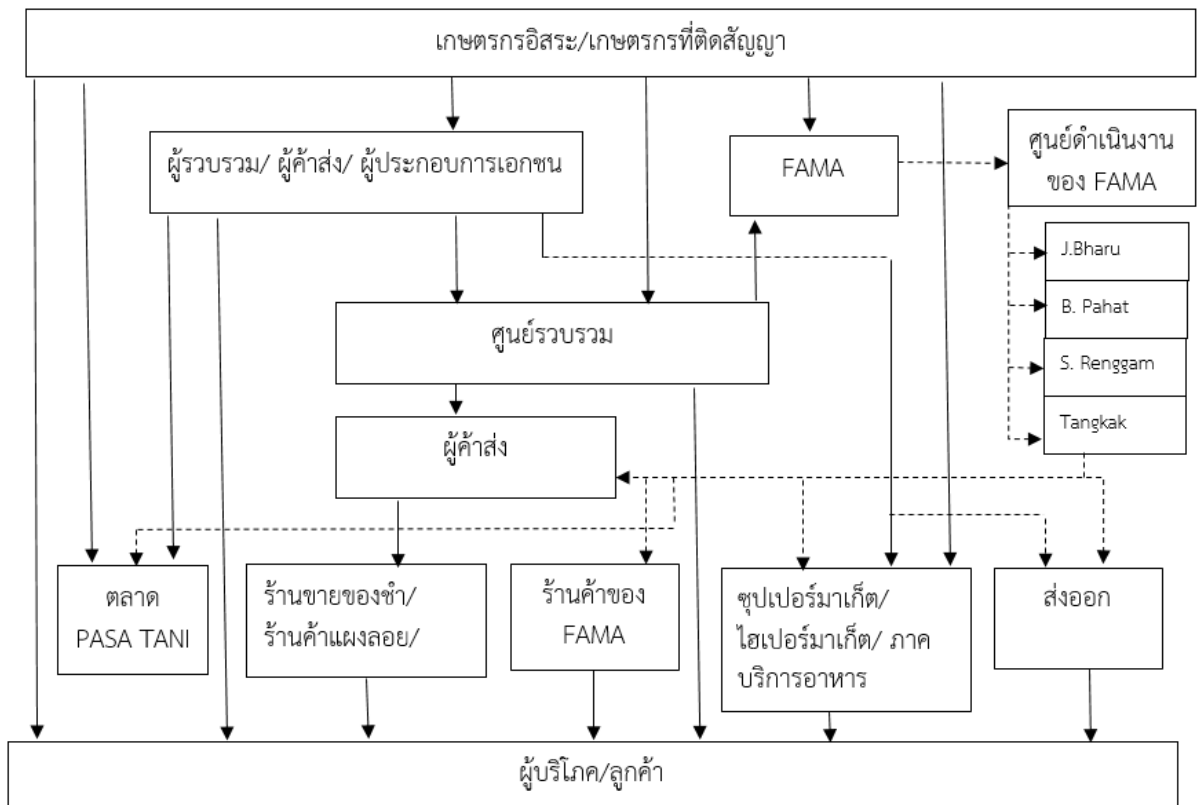 เกษตรกรอิสระ/เกษตรกรที่ติดสัญญา
ผู้รวบรวม/ ผู้ค้าส่ง/ ผู้ประกอบการเอกชน
FAMA
ศูนย์ดำเนินงาน
ของ FAMA
J.Bharu
B. Pahat
S. Renggam
Tangkak
ศูนย์รวบรวม
ผู้ค้าส่ง
ตลาด
PASA TANI
ร้านขายของชำ/
ร้านค้าแผงลอย/
ร้านค้าของ
FAMA
ซุปเปอร์มาเก็ต/
ไฮเปอร์มาเก็ต/ ภาค
บริการอาหาร
ส่งออก
ผู้บริโภค/ลูกค้า